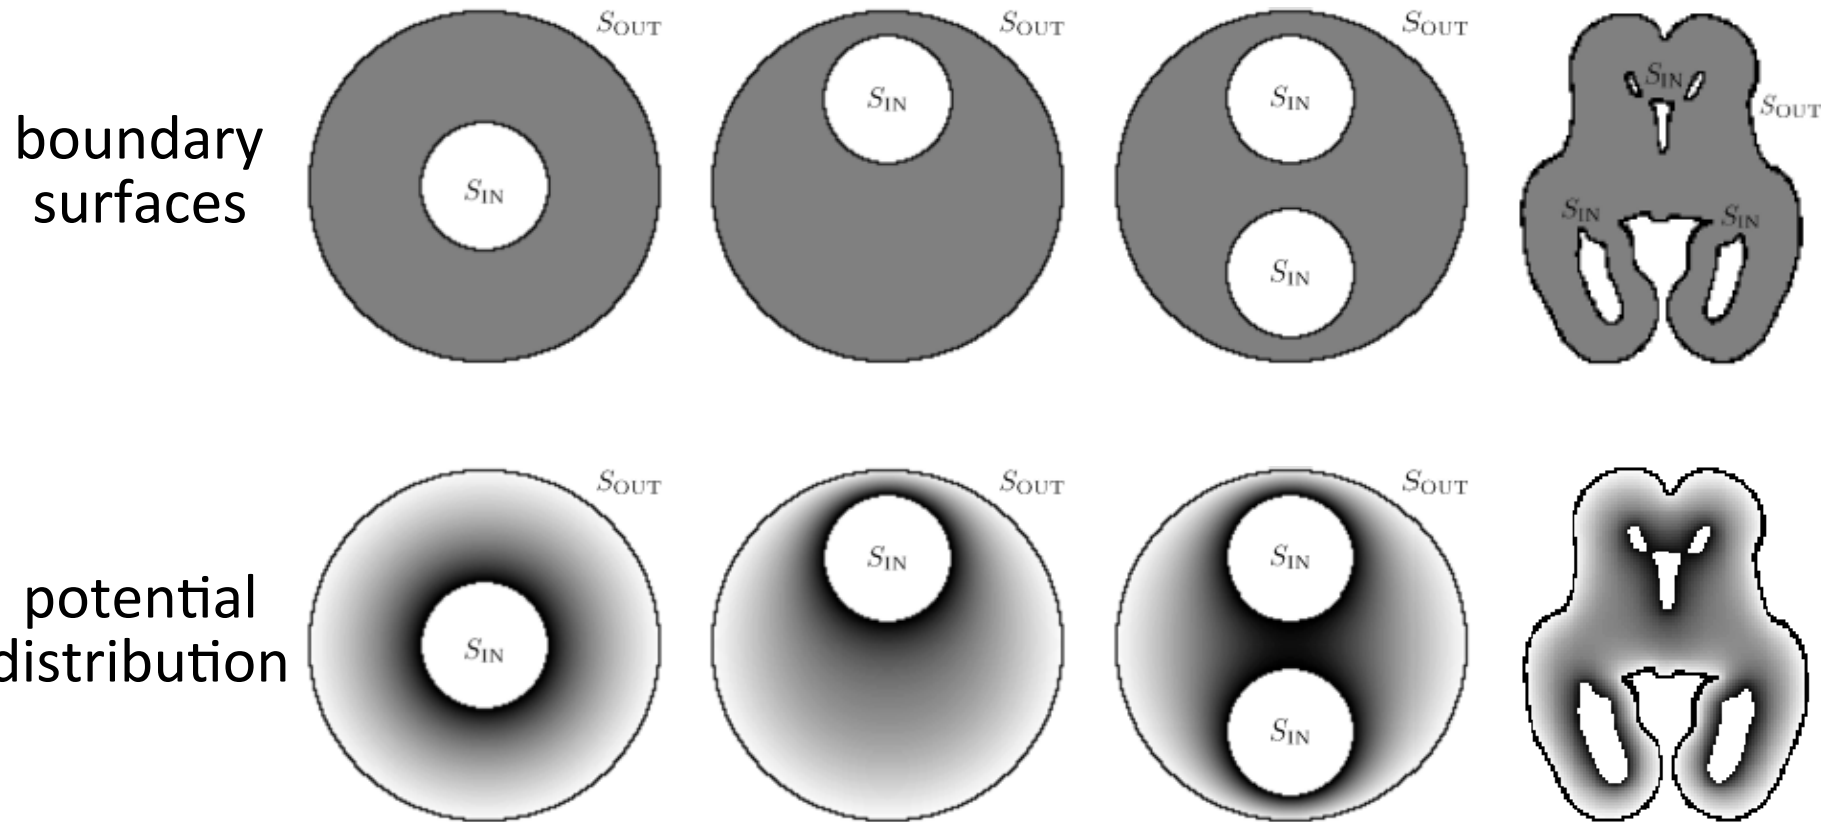 boundary
surfaces
S_OUT
S_IN
S_OUT
S_IN
S_OUT
S_IN
S_IN
S_IN
S_OUT
S_IN
S_IN
potential
distribution
S_OUT
S_IN
S_OUT
S_IN
S_OUT
S_IN
S_IN